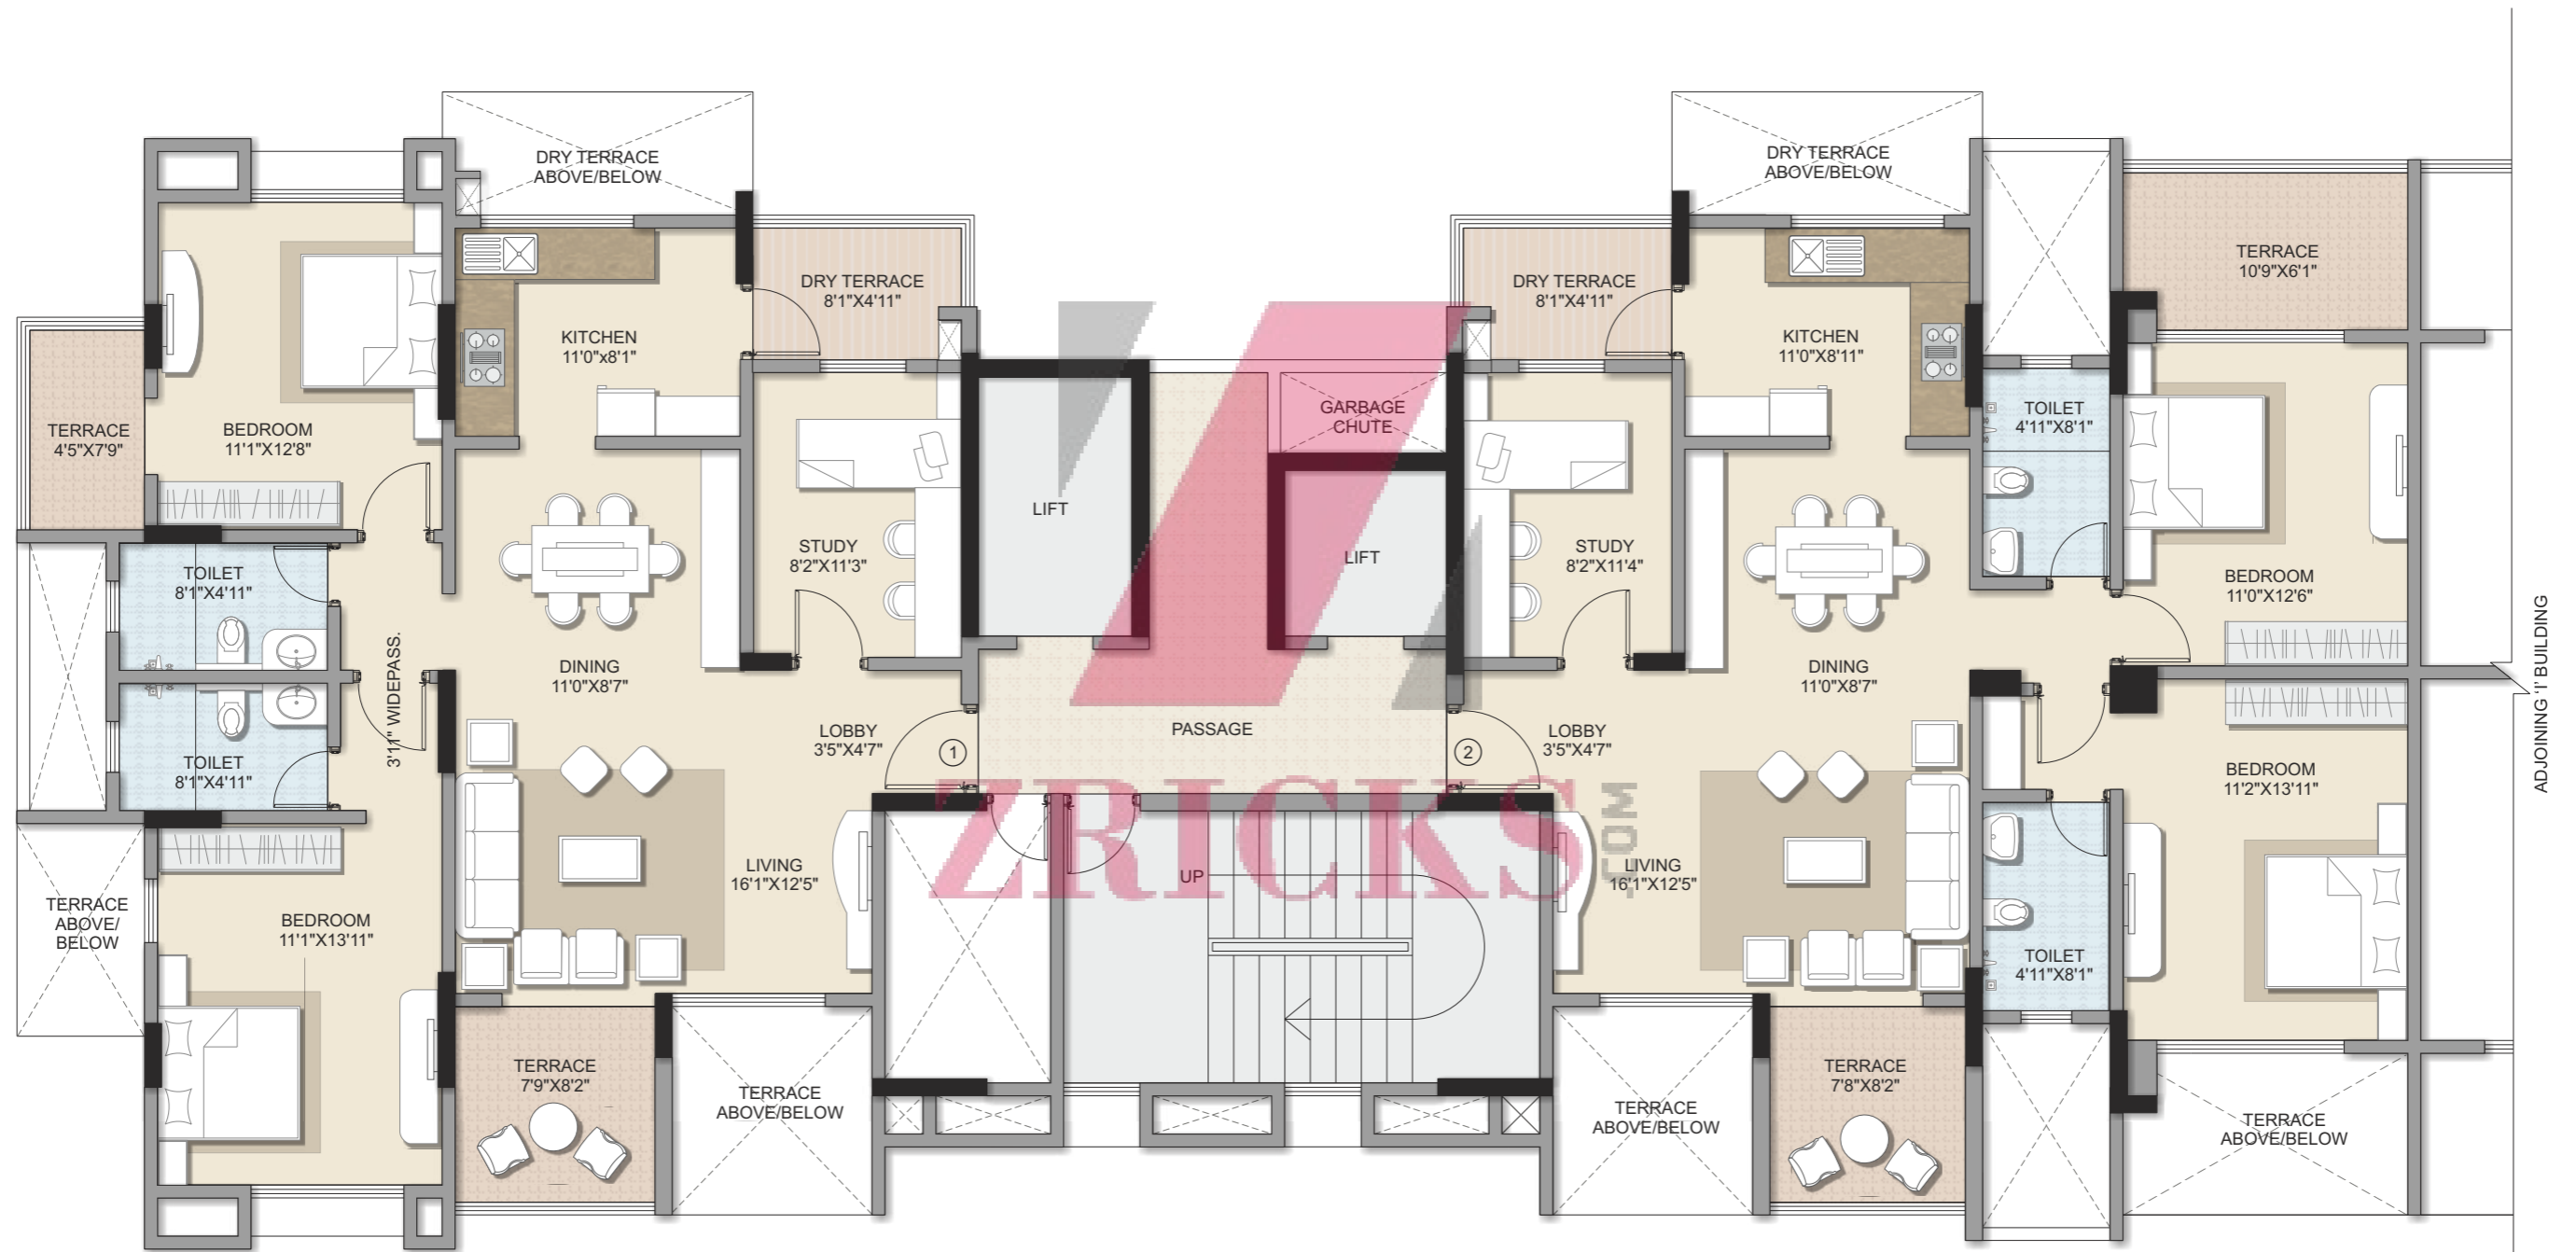 DRY TERRACE
ABOVE/BELOW
DRY TERRACE
ABOVE/BELOW
TERRACE
10'9"X6'1"
DRY TERRACE
8'1"X4'11"
DRY TERRACE
8'1"X4'11"
KITCHEN
11'0"x8'1"
KITCHEN
11'0"X8'11"
TERRACE
4'5"X7'9"
BEDROOM
11'1"X12'8"
GARBAGE
CHUTE
TOILET
4'11"X8'1"
LIFT
LIFT
STUDY
8'2"X11'3"
STUDY
8'2"X11'4"
TOILET
8'1"X4'11"
BEDROOM
11'0"X12'6"
3'11" WIDEPASS.
DINING
11'0"X8'7"
DINING
11'0"X8'7"
ADJOINING 'I' BUILDING
LOBBY
3'5"X4'7"
1
PASSAGE
2
LOBBY
3'5"X4'7"
TOILET
8'1"X4'11"
BEDROOM
11'2"X13'11"
ZRICKS
.COM
UP
LIVING
16'1"X12'5"
LIVING
16'1"X12'5"
TERRACE
ABOVE/
BELOW
BEDROOM
11'1"X13'11"
TOILET
4'11"X8'1"
TERRACE
7'9"X8'2"
TERRACE
7'8"X8'2"
TERRACE
ABOVE/BELOW
TERRACE
ABOVE/BELOW
TERRACE
ABOVE/BELOW